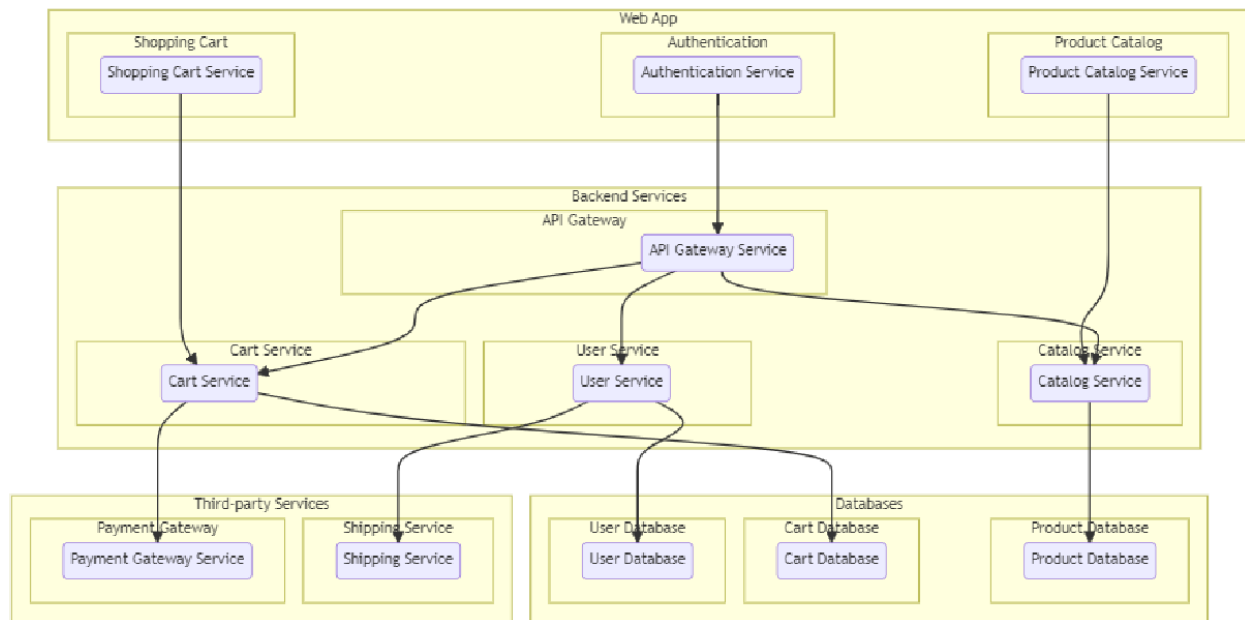 Web App
Shopping Cart
Authentication
Product Catalog
Shopping Cart Service
Authentication Service
Product Catalog Service
Backend Services
API Gateway
API Gateway Service
Cart Service
User Service
Catalog Service
Cart Service
User Service
Catalog Service
Third-party Services
Databases
Payment Gateway
Shipping Service
User Database
Cart Database
Product Database
Payment Gateway Service
Shipping Service
User Database
Cart Database
Product Database